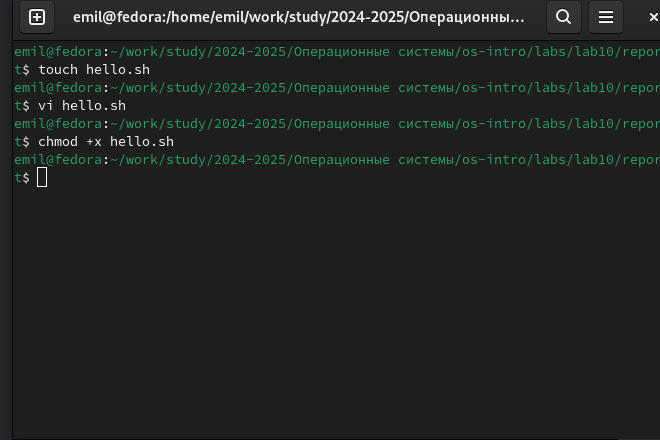 emil@fedora:/home/emil/work/study/2024-2025/Операционны...
emil@fedora:~/work/study/2024-2025/Операционные системы/os-intro/labs/lab10/repor
t$ touch hello.sh
emil@fedora:~/work/study/2024-2025/Операционные системы/os-intro/labs/lab10/repor
t$ vi hello.sh
emil@fedora:~/work/study/2024-2025/Операционные системы/os-intro/labs/lab10/repor
t$ chmod +x hello.sh
emil@fedora:~/work/study/2024-2025/Операционные системы/os-intro/labs/lab10/repor
t$